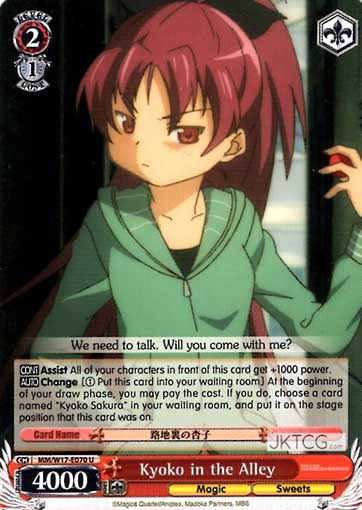 LEVEL
2
1
COST
We need to talk. Will you come with me?
CONT Assist All of your characters in front of this card get +1000 power.
AUTO Change [① Put this card into your waiting room] At the beginning
of your draw phase, you may pay the cost. If you do, choose a card
named "Kyoko Sakura" in your waiting room, and put it on the stage
position that this card was on.
Card Name 路地裏の杏子
JKTCG.com
CH MM/W17-E070 U
Kyoko in the Alley
POWER
4000
Magic
Sweets
©Magica Quartet/Aniplex, Madoka Partners, MBS